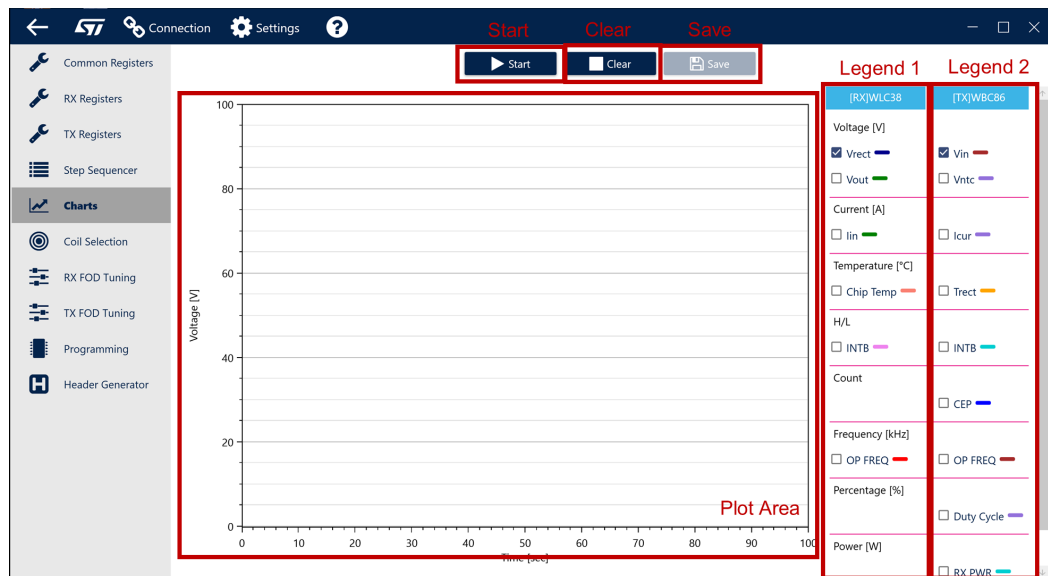 Connection
Settings
?
Start
Clear
Save
Common Registers
RX Registers
TX Registers
Step Sequencer
Charts
Coil Selection
RX FOD Tuning
TX FOD Tuning
Programming
H Header Generator
Start
Clear
Save
Legend 1
Legend 2
100
80
60
40
20
0
Voltage [V]
0 10 20 30 40 50 60 70 80 90 100
Time [sec]
Plot Area
[RX]WLC38 [TX]WBC86
Voltage [V]
Vrect Vin
Vout Vntc
Current [A]
Iin Icur
Temperature [°C]
Chip Temp Trect
H/L
INTB INTB
Count
CEP
Frequency [kHz]
OP FREQ OP FREQ
Percentage [%]
Duty Cycle
Power [W]
RX PWR